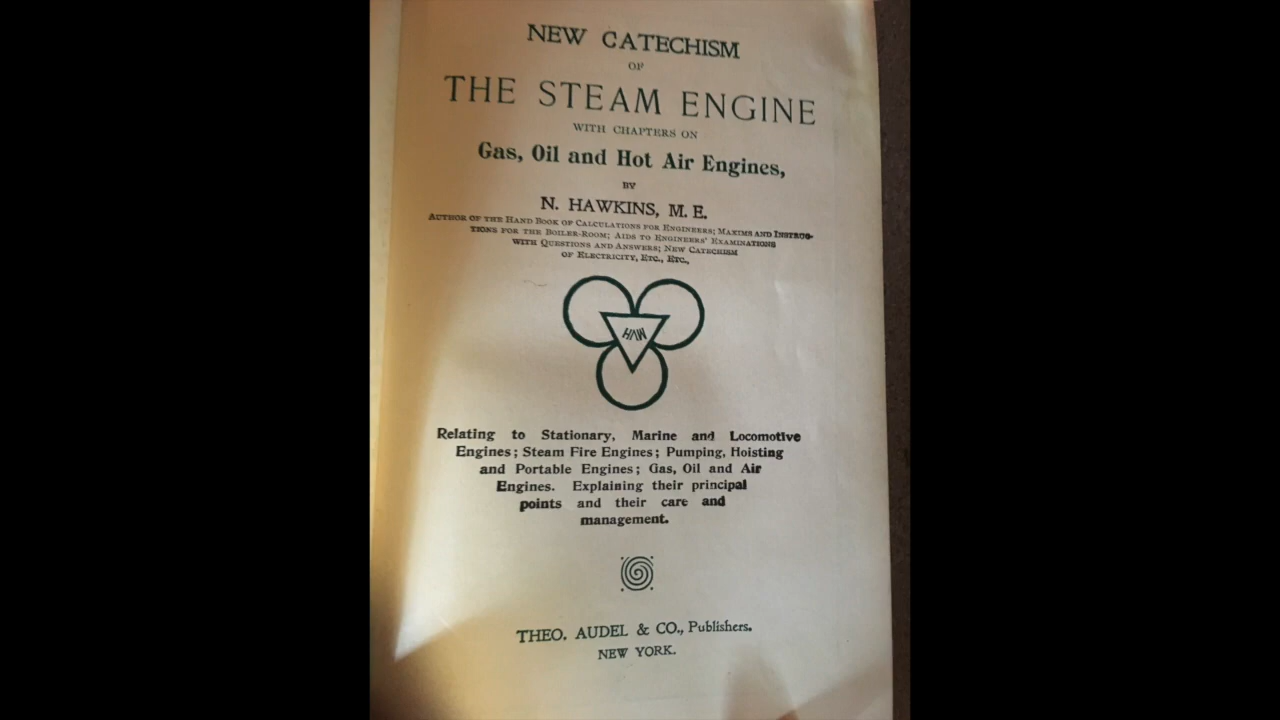 NEW CATECHISM
OF
THE STEAM ENGINE
WITH CHAPTERS ON
Gas, Oil and Hot Air Engines,
BY
N. HAWKINS, M. E.
AUTHOR OF THE HAND BOOK OF CALCULATIONS FOR ENGINEERS; MAXIMS AND INSTRUC-
TIONS FOR THE BOILER-ROOM; AIDS TO ENGINEERS' EXAMINATIONS
WITH QUESTIONS AND ANSWERS; NEW CATECHISM
OF ELECTRICITY, ETC., ETC.,
HAW
Relating to Stationary, Marine and Locomotive
Engines; Steam Fire Engines; Pumping, Hoisting
and Portable Engines; Gas, Oil and Air
Engines. Explaining their principal
points and their care and
management.
THEO. AUDEL & CO., Publishers.
NEW YORK.